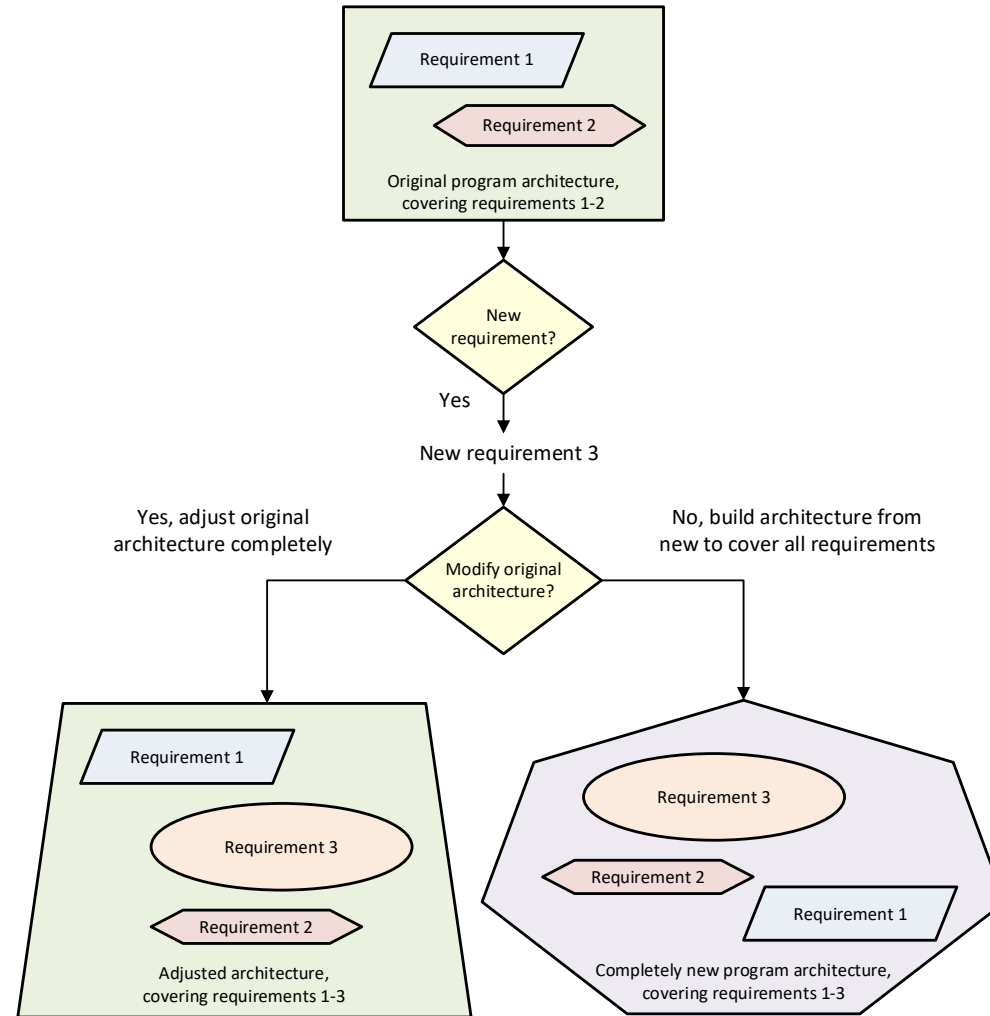 Requirement 1
Requirement 2
Original program architecture,
covering requirements 1-2
New
requirement?
Yes
New requirement 3
Yes, adjust original
architecture completely
No, build architecture from
new to cover all requirements
Modify original
architecture?
Requirement 1
Requirement 3
Requirement 2
Adjusted architecture,
covering requirements 1-3
Requirement 3
Requirement 2
Requirement 1
Completely new program architecture,
covering requirements 1-3